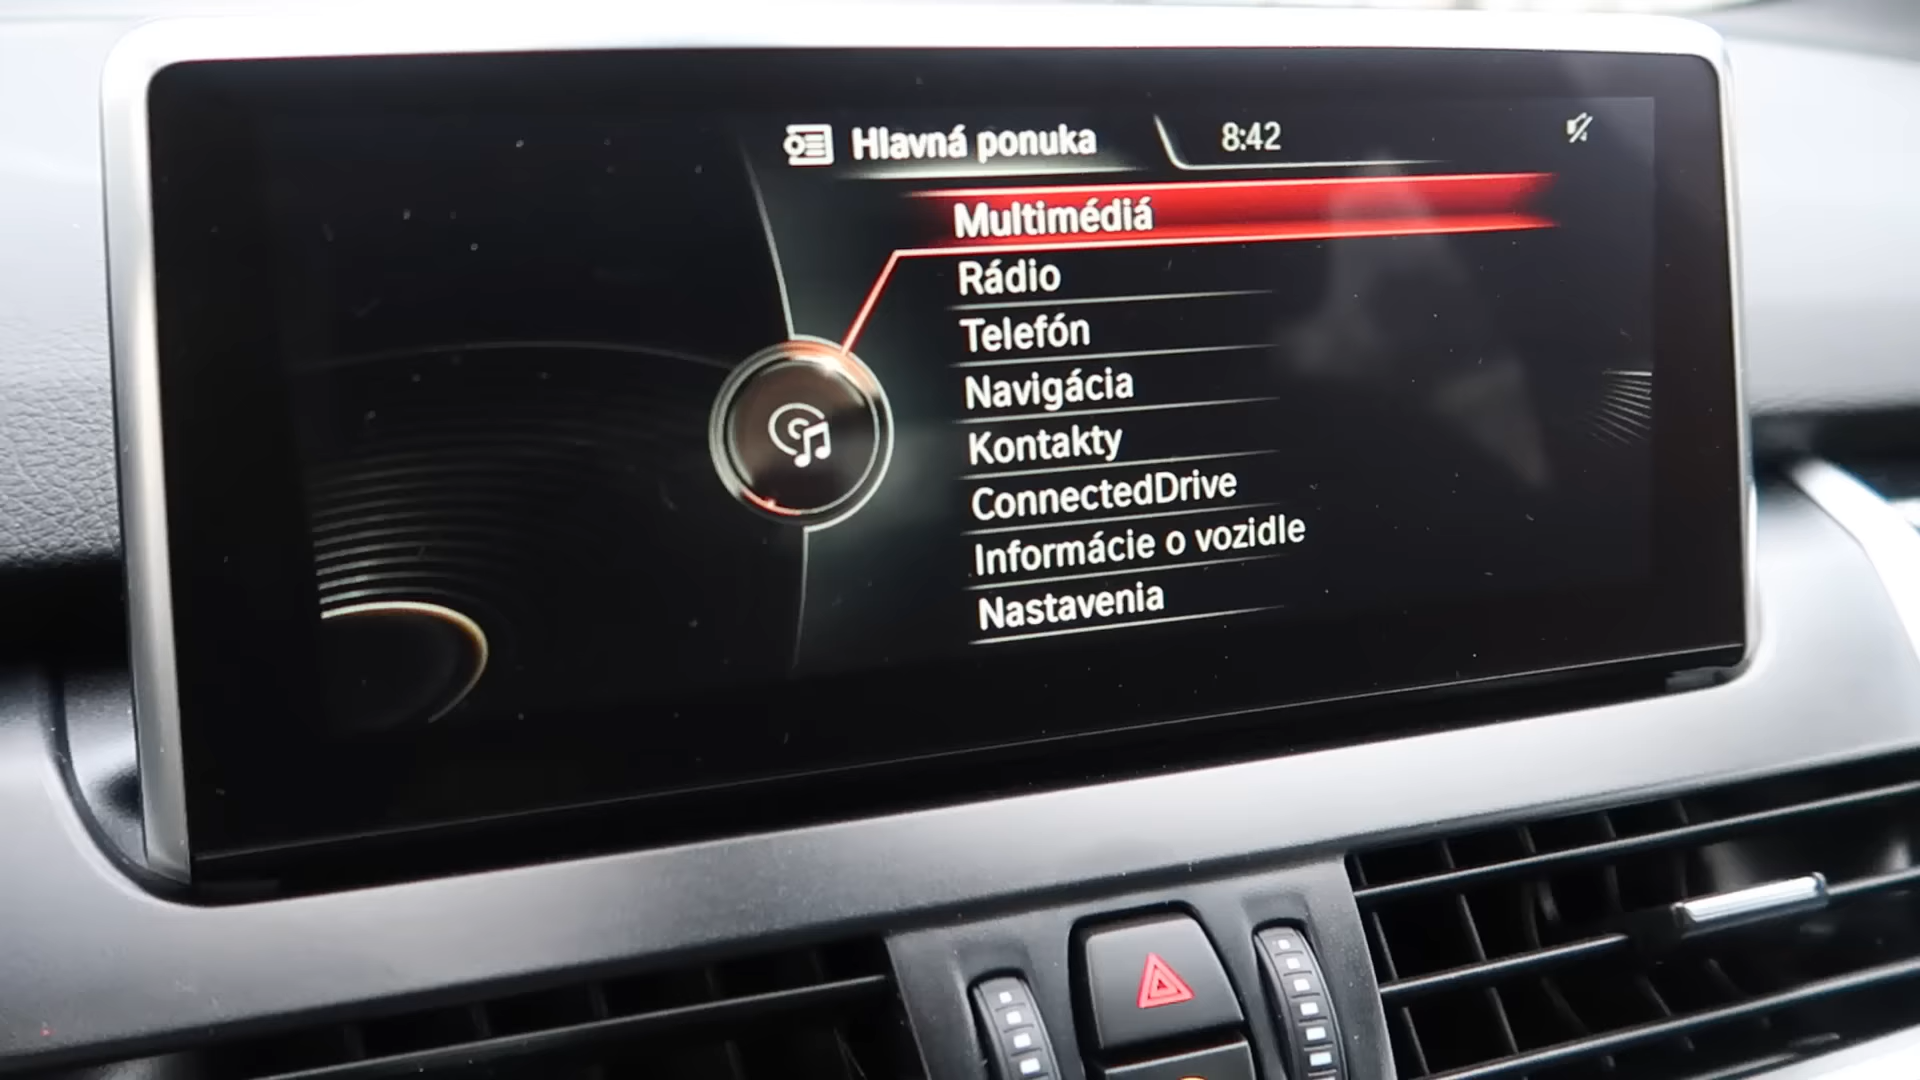 Hlavná ponuka 8:42
Multimédiá
Rádio
Telefón
Navigácia
Kontakty
ConnectedDrive
Informácie o vozidle
Nastavenia